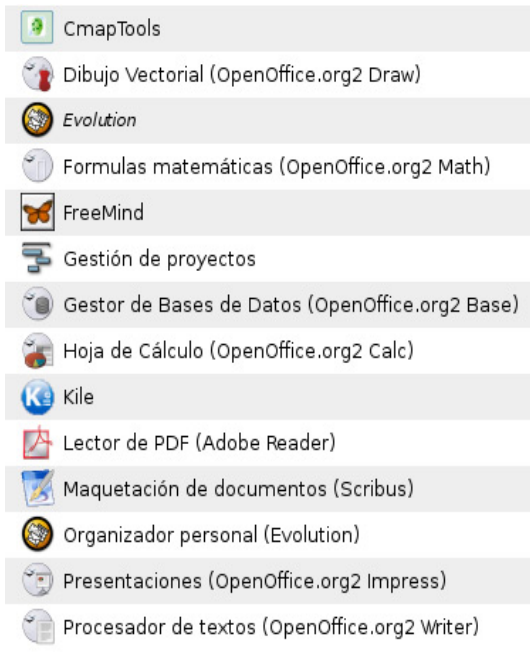 CmapTools
Dibujo Vectorial (OpenOffice.org2 Draw)
Evolution
Formulas matemáticas (OpenOffice.org2 Math)
FreeMind
Gestión de proyectos
Gestor de Bases de Datos (OpenOffice.org2 Base)
Hoja de Cálculo (OpenOffice.org2 Calc)
Kile
Lector de PDF (Adobe Reader)
Maquetación de documentos (Scribus)
Organizador personal (Evolution)
Presentaciones (OpenOffice.org2 Impress)
Procesador de textos (OpenOffice.org2 Writer)